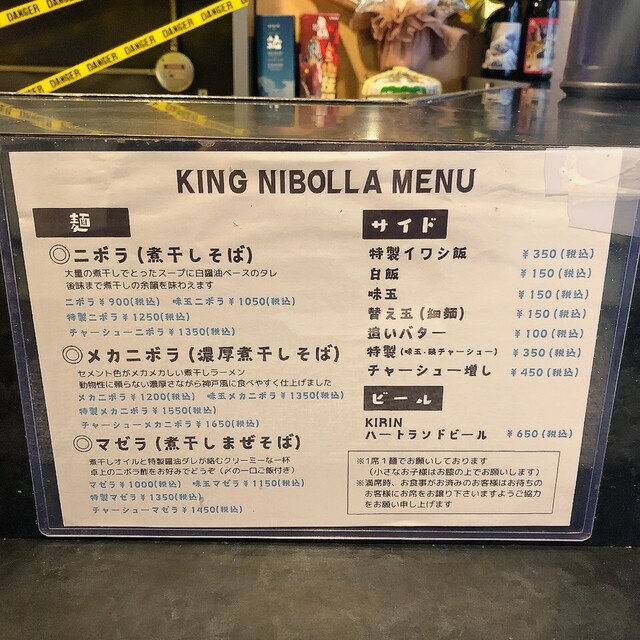 DANGER DANGER DANGER DANGER
DANGER DANGER DANGER
KING NIBOLLA MENU
麺
◎ニボラ(煮干しそば)
大量の煮干しでとったスープに白醤油ベースのタレ
後味まで煮干しの余韻を味わえます
ニボラ¥900(税込) 味玉ニボラ¥1050(税込)
特製ニボラ¥1250(税込)
チャーシューニボラ¥1350(税込)
◎メカニボラ(濃厚煮干しそば)
セメント色がメカメカしい煮干しラーメン
動物性に頼らない濃厚さながら神戸風に食べやすく仕上げました
メカニボラ¥1200(税込) 味玉メカニボラ¥1350(税込)
特製メカニボラ¥1550(税込)
チャーシューメカニボラ¥1650(税込)
◎マゼラ(煮干しまぜそば)
煮干しオイルと特製醤油ダレが絡むクリーミーな一杯
卓上のニボラ酢をお好みでどうぞ(〆の一口ご飯付き)
マゼラ¥1000(税込) 味玉マゼラ¥1150(税込)
特製マゼラ¥1350(税込)
チャーシューマゼラ¥1450(税込)
サイド
特製イワシ飯 ¥350(税込)
白飯 ¥150(税込)
味玉 ¥150(税込)
替え玉(細麺) ¥150(税込)
追いバター ¥100(税込)
特製(味玉・鶏チャーシュー) ¥350(税込)
チャーシュー増し ¥450(税込)
ビール
KIRIN
ハートランドビール ¥650(税込)
※1席1麺でお願いしております
(小さなお子様はお膝の上でお願いします)
※満席時、お食事がお済みのお客様はお待ちの
お客様にお席をお譲り下さいますようご協力
をお願い申し上げます